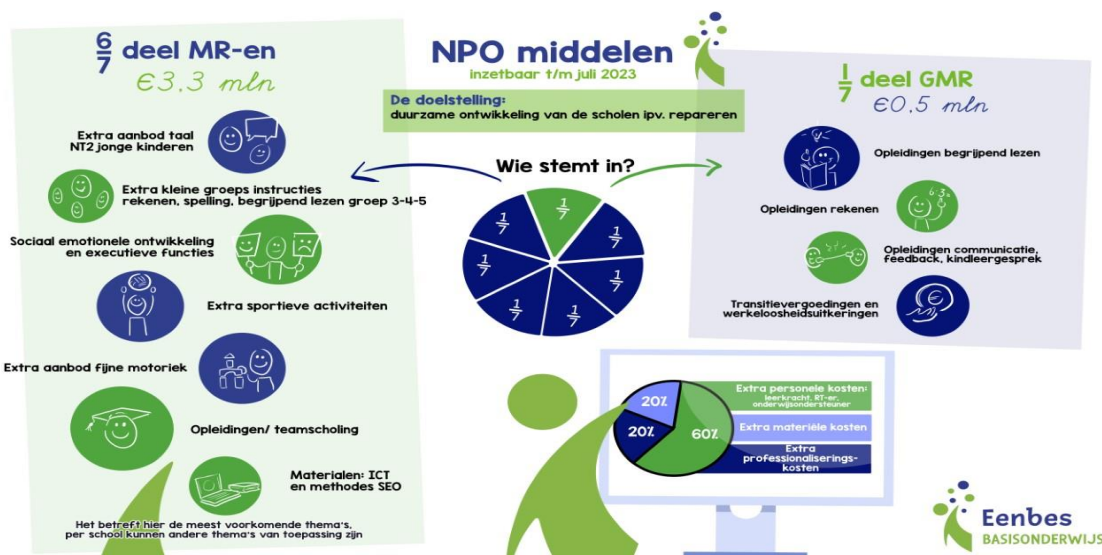 6/7 deel MR-en
€3.3 mln
Extra aanbod taal
NT2 jonge kinderen
Extra kleine groeps instructies
rekenen, spelling, begrijpend lezen groep 3-4-5
Sociaal emotionele ontwikkeling
en executieve functies
Extra sportieve activiteiten
Extra aanbod fijne motoriek
Opleidingen/ teamscholing
Materialen: ICT
en methodes SEO
Het betreft hier de meest voorkomende thema's,
per school kunnen andere thema's van toepassing zijn
NPO middelen
inzetbaar t/m juli 2023
De doelstelling:
duurzame ontwikkeling van de scholen ipv. repareren
Wie stemt in?
1/7
1/7
1/7
1/7
1/7
1/7
1/7
1/7 deel GMR
€0.5 mln
Opleidingen begrijpend lezen
Opleidingen rekenen
6:3=
Opleidingen communicatie,
feedback, kindleergesprek
Transitievergoedingen en
werkeloosheidsuitkeringen
€
20%
20%
60%
Extra personele kosten:
leerkracht, RT-er,
onderwijsondersteuner
Extra materiële kosten
Extra
professionaliserings-
kosten
Eenbes
BASISONDERWIJS